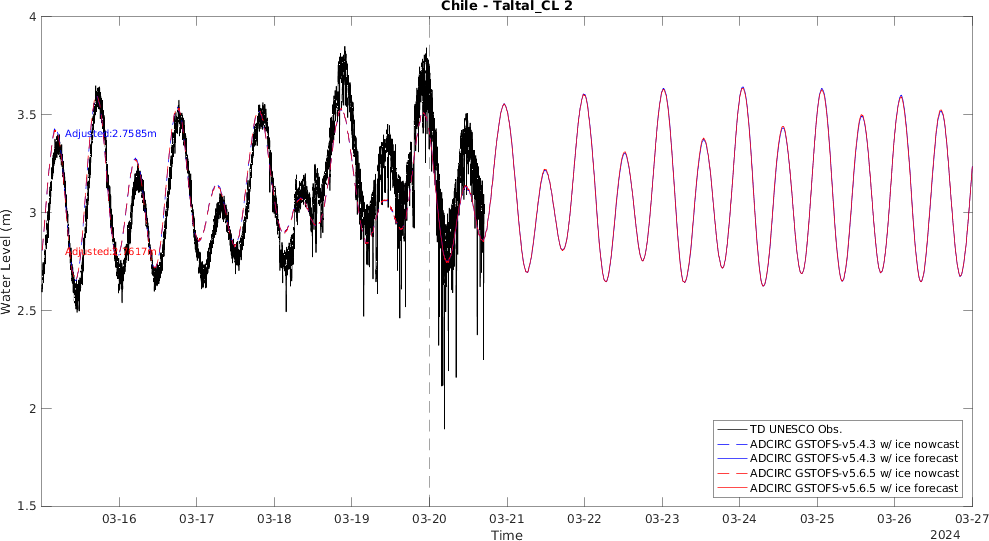 Chile - Taltal_CL 2
Water Level (m)
4
3.5
3
2.5
2
1.5
Adjusted:2.7585m
TD UNESCO Obs.
ADCIRC GSTOFS-v5.4.3 w/ ice nowcast
ADCIRC GSTOFS-v5.4.3 w/ ice forecast
ADCIRC GSTOFS-v5.6.5 w/ ice nowcast
ADCIRC GSTOFS-v5.6.5 w/ ice forecast
03-16 03-17 03-18 03-19 03-20 03-21 03-22 03-23 03-24 03-25 03-26 03-27
Time
2024